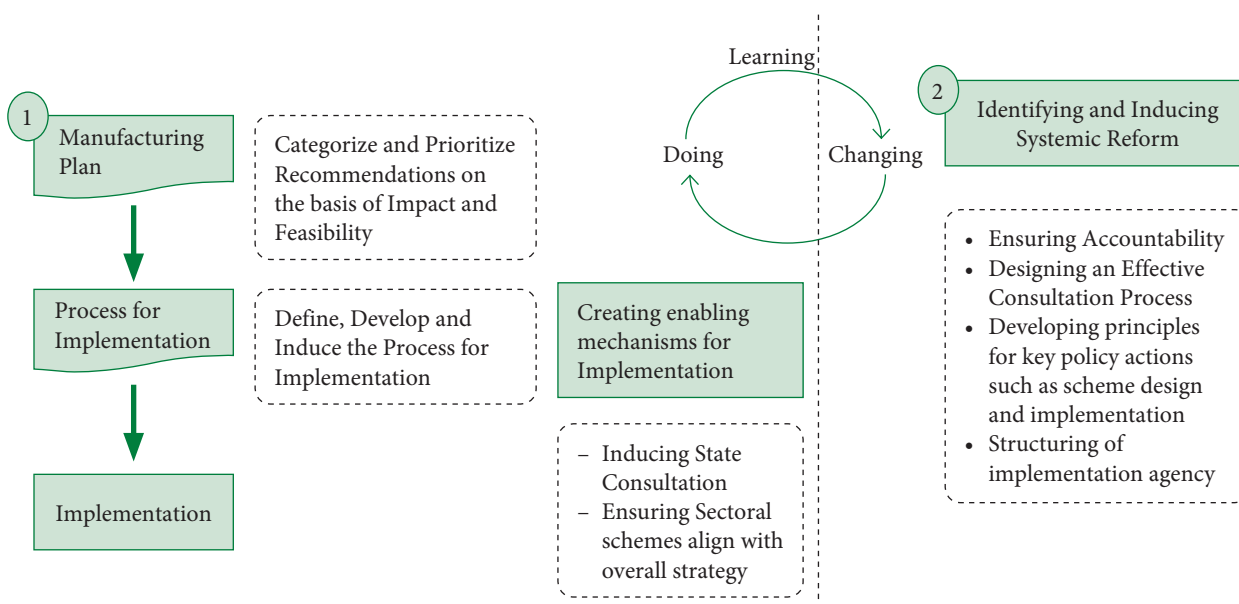 1
Manufacturing
Plan
Categorize and Prioritize
Recommendations on
the basis of Impact and
Feasibility
Process for
Implementation
Define, Develop and
Induce the Process for
Implementation
Implementation
Learning
Doing
Changing
Creating enabling
mechanisms for
Implementation
– Inducing State
Consultation
– Ensuring Sectoral
schemes align with
overall strategy
2
Identifying and Inducing
Systemic Reform
• Ensuring Accountability
• Designing an Effective
Consultation Process
• Developing principles
for key policy actions
such as scheme design
and implementation
• Structuring of
implementation agency